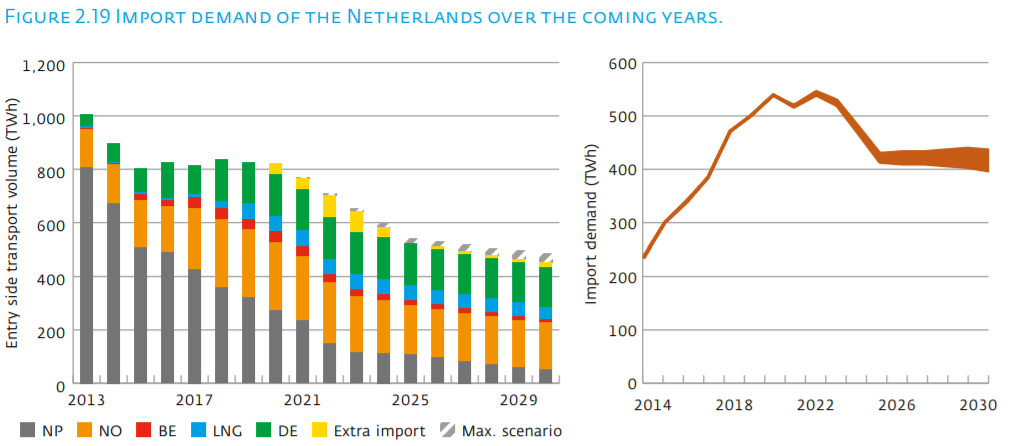 FIGURE 2.19 IMPORT DEMAND OF THE NETHERLANDS OVER THE COMING YEARS.
Entry side transport volume (TWh)
1,200
1,000
800
600
400
200
0
2013
2017
2021
2025
2029
NP
NO
BE
LNG
DE
Extra import
Max. scenario
Import demand (TWh)
600
500
400
300
200
100
0
2014
2018
2022
2026
2030